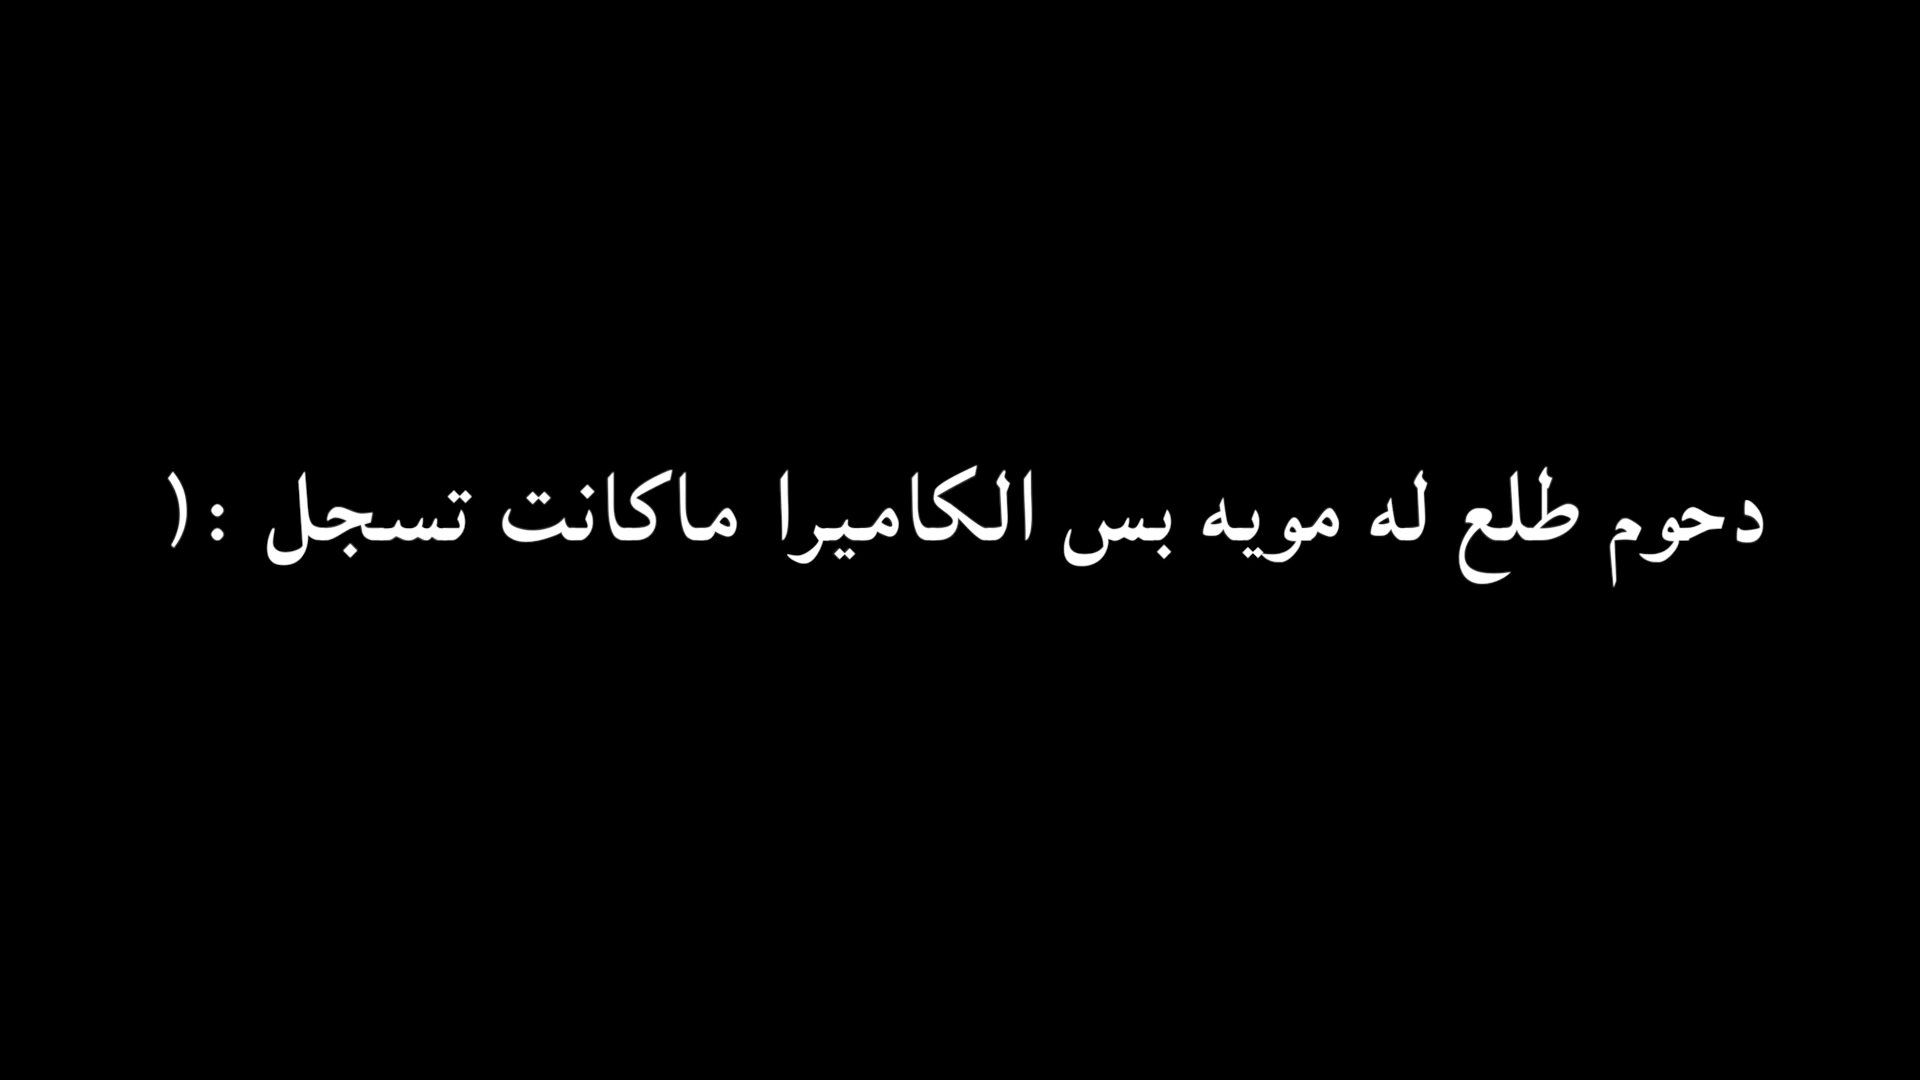 دحوم طلع له مويه بس الكاميرا ماكانت تسجل :(